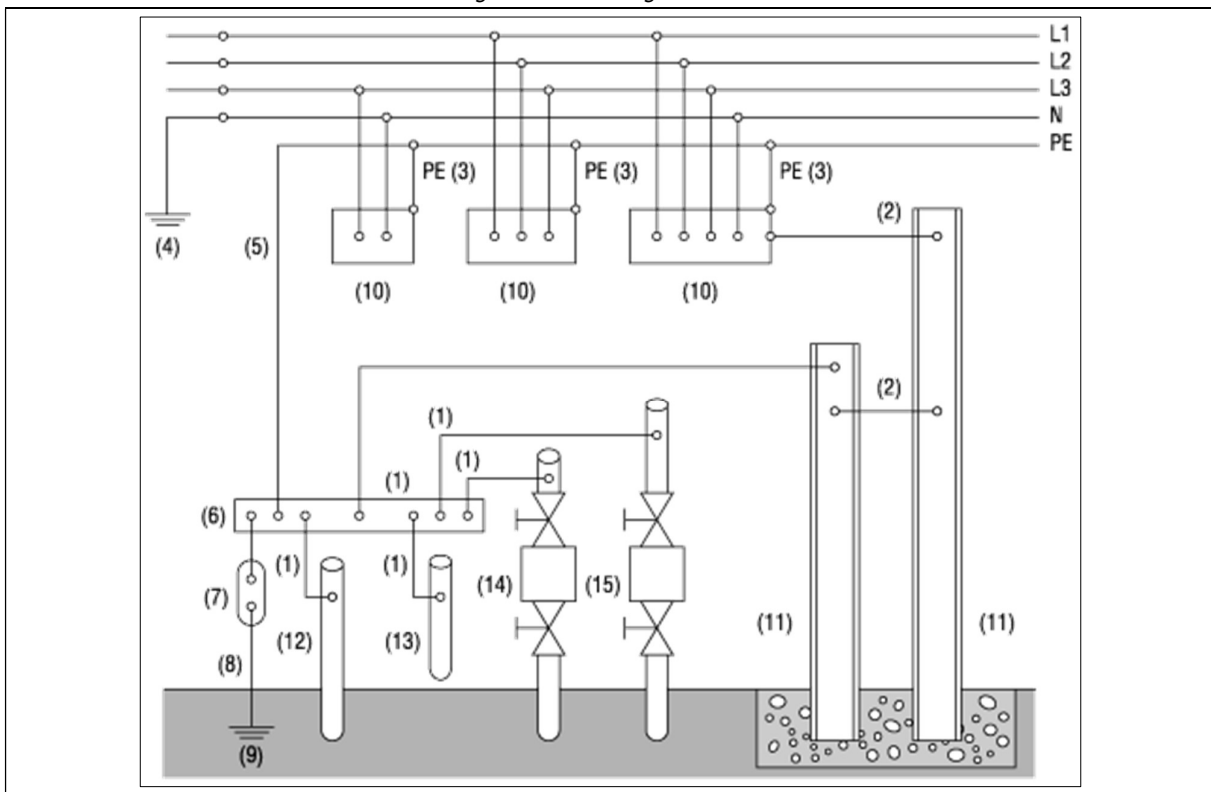 L1
L2
L3
N
PE
PE (3)
PE (3)
PE (3)
(2)
(4)
(5)
(10)
(10)
(10)
(2)
(1)
(1)
(1)
(6)
(1)
(1)
(7)
(14)
(15)
(12)
(13)
(11)
(11)
(8)
(9)